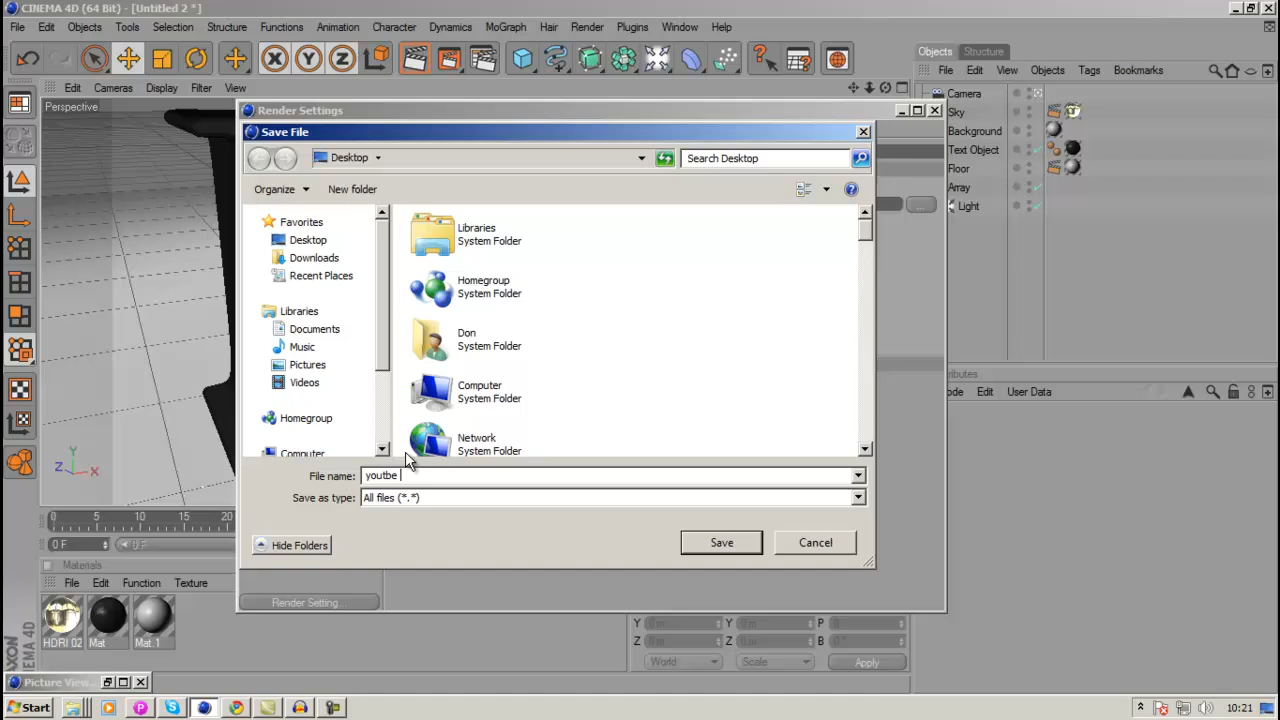 CINEMA 4D (64 Bit) - [Untitled 2 *]
File Edit Objects Tools Selection Structure Functions Animation Character Dynamics MoGraph Hair Render Plugins Window Help
Objects Structure
File Edit View Objects Tags Bookmarks
Edit Cameras Display Filter View
Perspective
Render Settings
Save File
Desktop
Search Desktop
Organize New folder
Favorites
Desktop
Downloads
Recent Places
Libraries
Documents
Music
Pictures
Videos
Homegroup
Computer
Libraries
System Folder
Homegroup
System Folder
Don
System Folder
Computer
System Folder
Network
System Folder
File name: youtbe
Save as type: All files (*.*)
Hide Folders
Save Cancel
Render Setting...
Camera
Sky
Background
Text Object
Floor
Array
Light
Edit User Data
Y X Z
0 5 10 15 20
0 F
Materials
File Edit Function Texture
HDRI 02 Mat Mat.1
Y 0 m Y 0 m P
Z 0 m Z 0 m B
World Scale Apply
Picture View...
Start
10:21